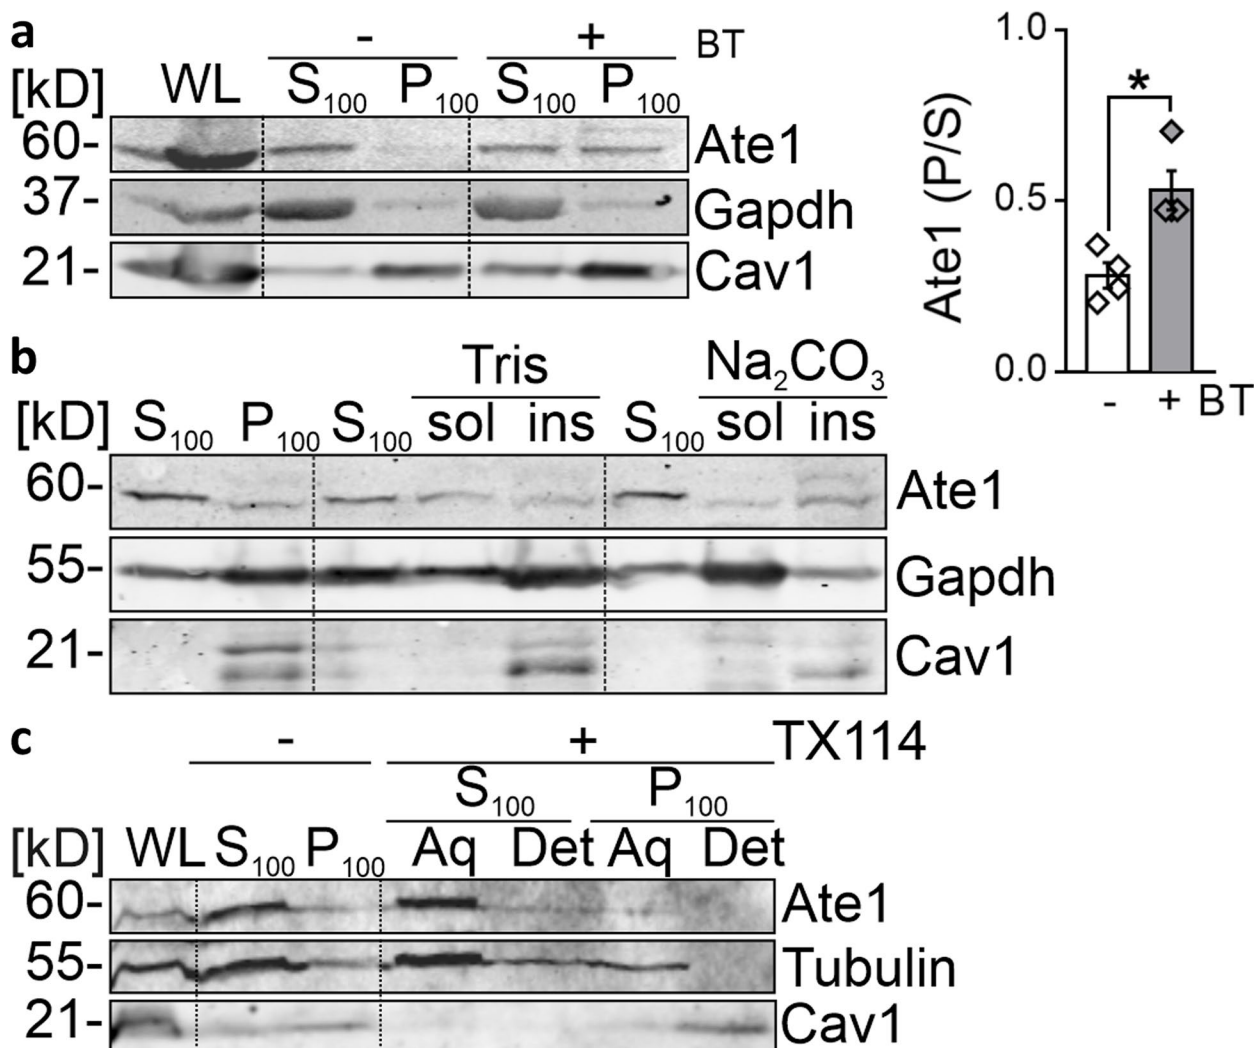 a - + BT
[kD] WL S100 P100 S100 P100
60- Ate1
37- Gapdh
21- Cav1
1.0
0.5
0.0
Ate1 (P/S)
*
- + BT
b Tris Na2CO3
[kD] S100 P100 S100 sol ins S100 sol ins
60- Ate1
55- Gapdh
21- Cav1
c - + TX114
S100 P100
[kD] WL S100 P100 Aq Det Aq Det
60- Ate1
55- Tubulin
21- Cav1